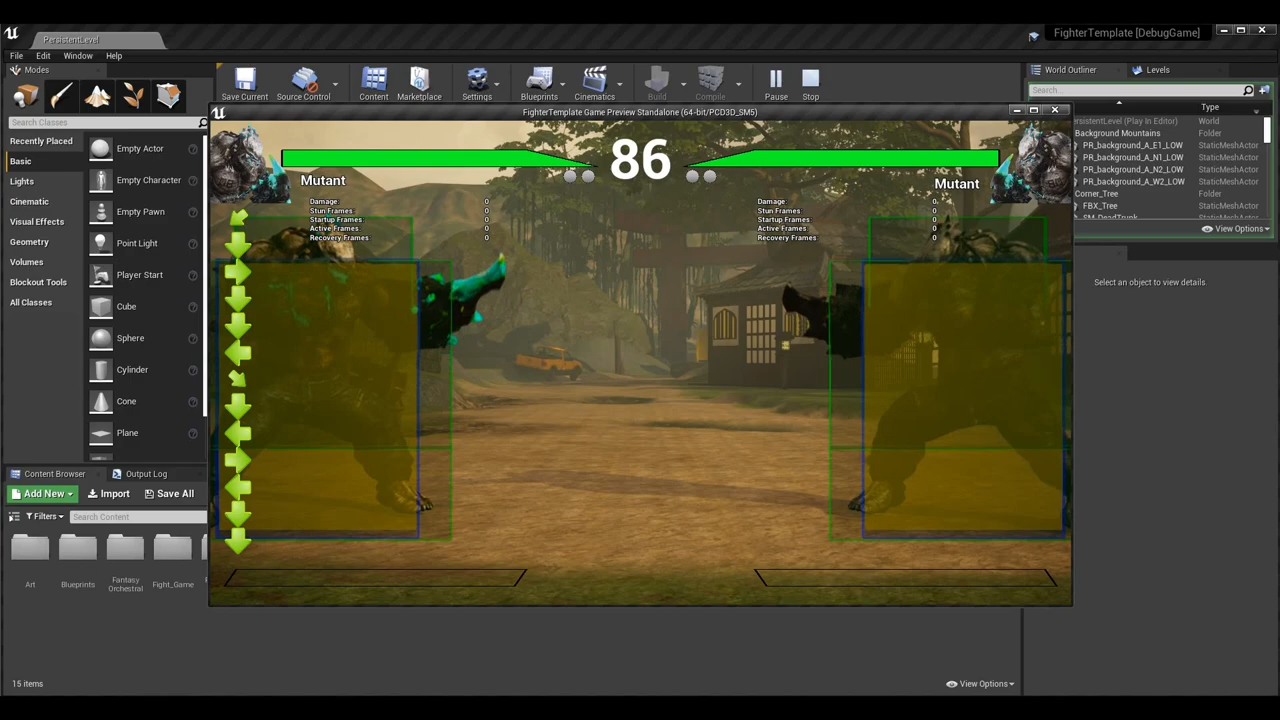 PersistentLevel
FighterTemplate [DebugGame]
File Edit Window Help
Modes
World Outliner
Levels
Save Current
Source Control
Content
Marketplace
Settings
Blueprints
Cinematics
Build
Compile
Pause
Stop
Search...
Search Classes
FighterTemplate Game Preview Standalone (64-bit/PCD3D_SM5)
Type
Recently Played
Basic
Lights
Cinematic
Visual Effects
Geometry
Volumes
Blockout Tools
All Classes
Empty Actor
Empty Character
Empty Pawn
Point Light
Player Start
Cube
Sphere
Cylinder
Cone
Plane
86
Mutant
Damage: 0
Stun Frames: 0
Startup Frames: 0
Active Frames: 0
Recovery Frames: 0
Mutant
Damage: 0
Stun Frames: 0
Startup Frames: 0
Active Frames: 0
Recovery Frames 0
ersistentLevel (Play In Editor) World
Background Mountains Folder
PR_background_A_E1_LOW StaticMeshActor
PR_background_A_N1_LOW StaticMeshActor
PR_background_A_N2_LOW StaticMeshActor
PR_background_A_W2_LOW StaticMeshActor
Corner_Tree Folder
FBX_Tree StaticMeshActor
SM_DeadTrunk StaticMeshActor
View Options
Select an object to view details.
Content Browser
Output Log
Add New
Import
Save All
Filters
Search Content
Art
Blueprints
Fantasy
Orchestral
Fight_Game
15 items
View Options